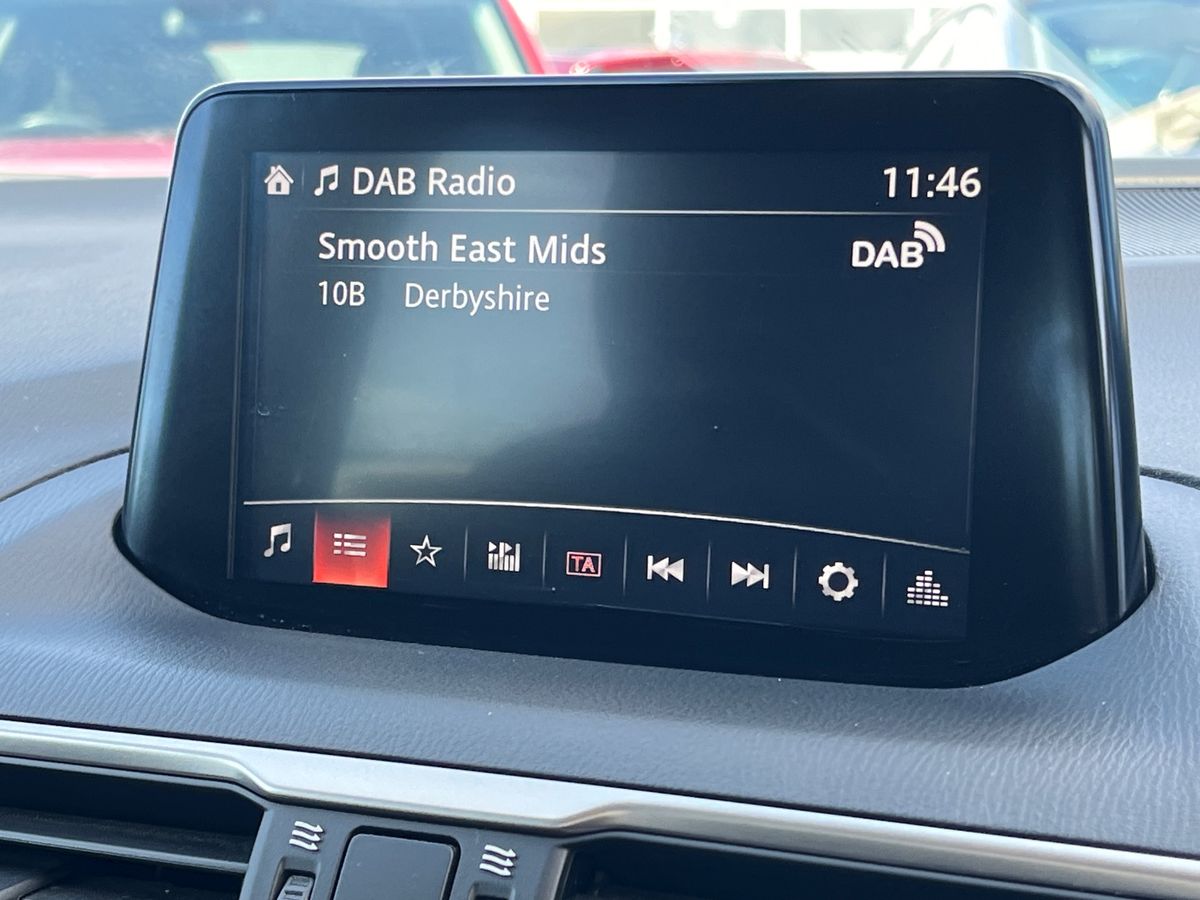 DAB Radio 11:46
Smooth East Mids DAB
10B Derbyshire
TA